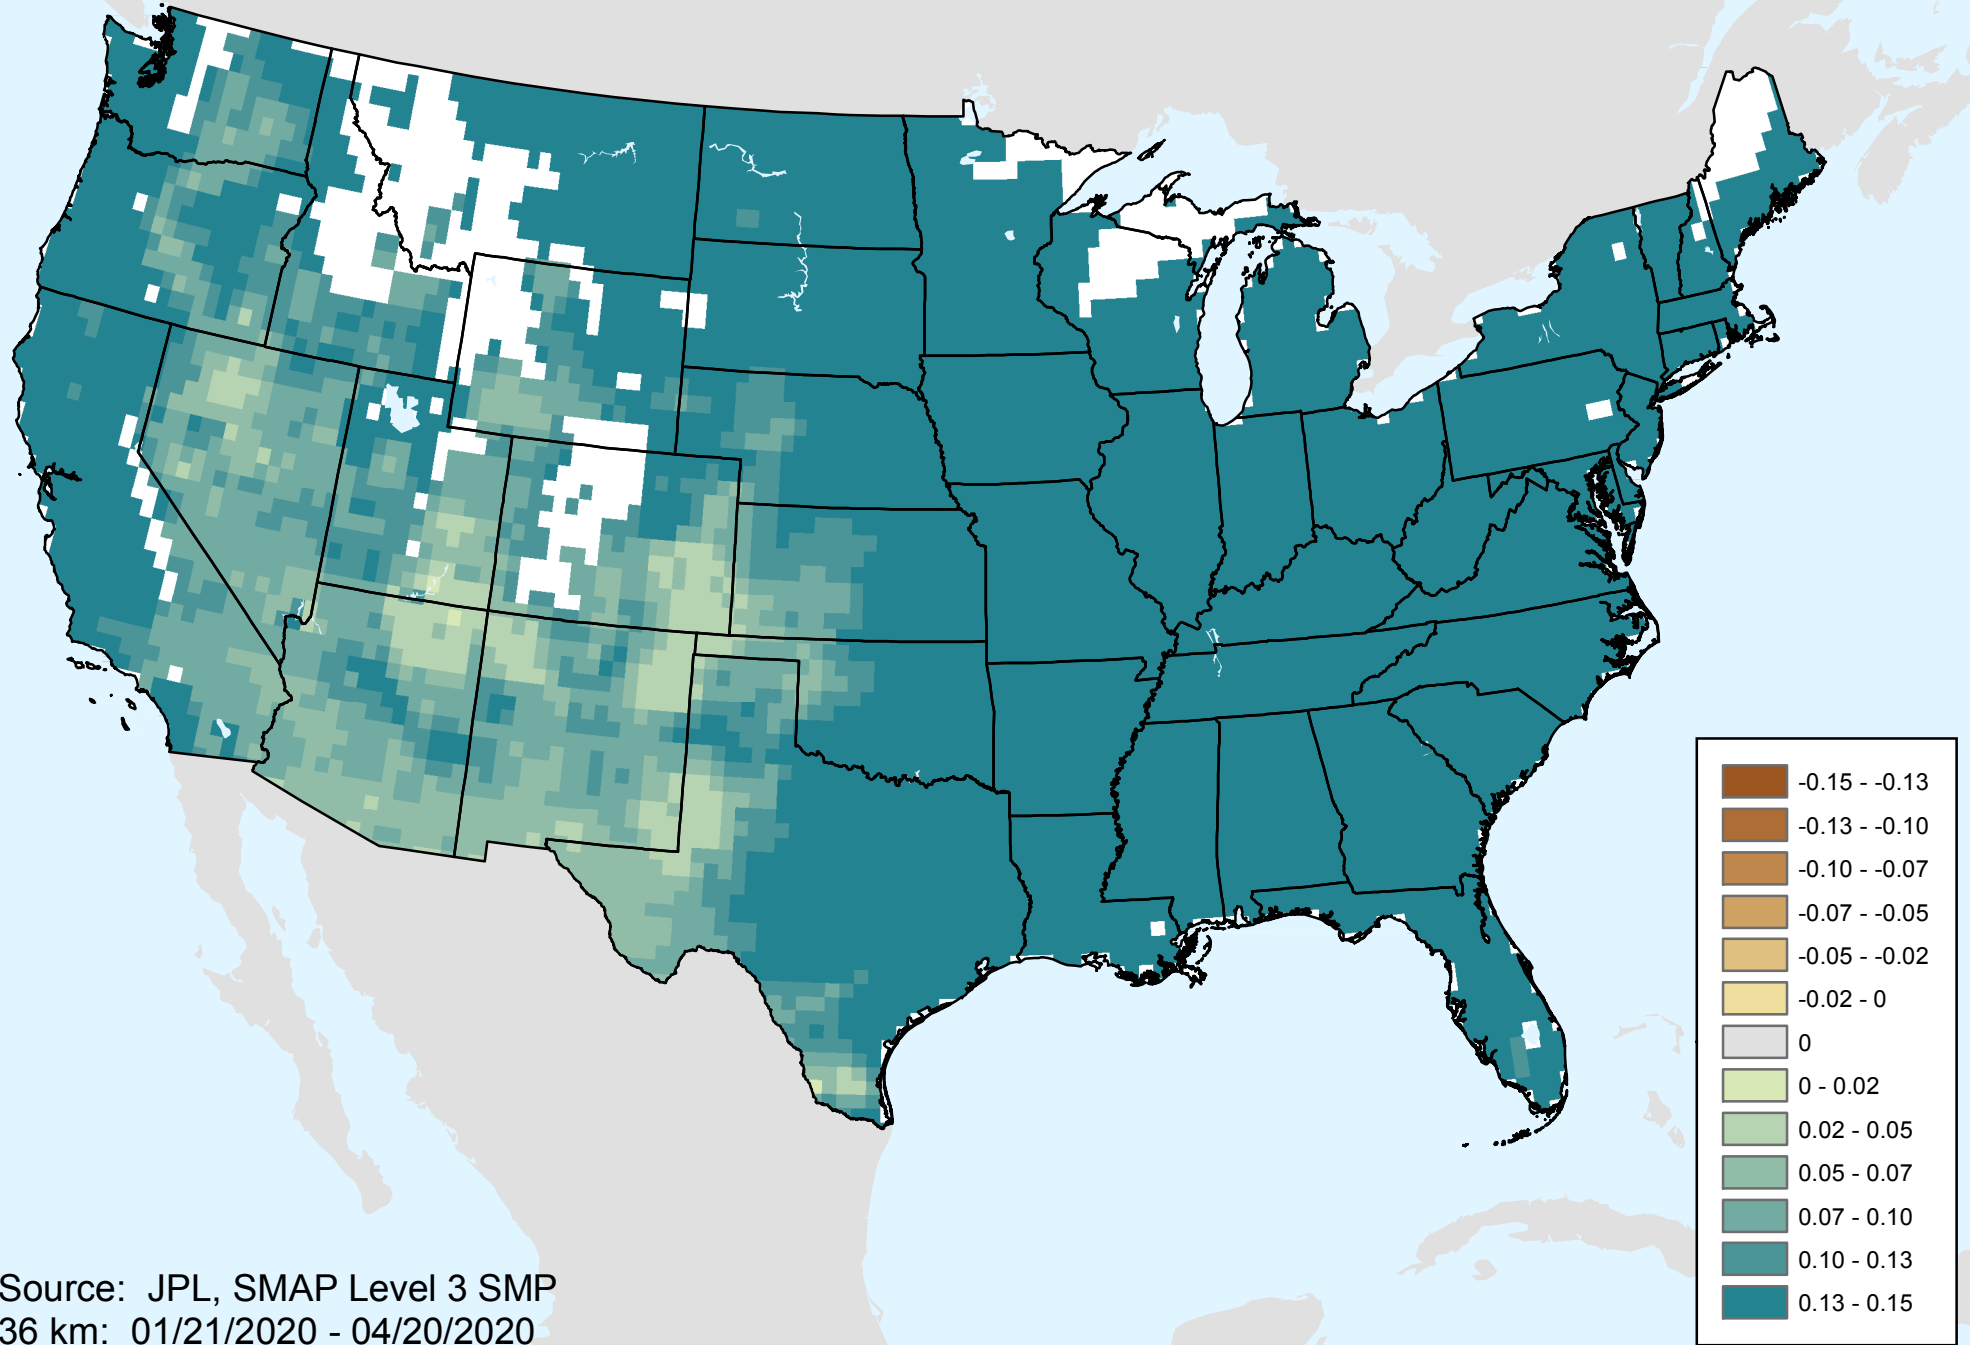 -0.15 - -0.13
-0.13 - -0.10
-0.10 - -0.07
-0.07 - -0.05
-0.05 - -0.02
-0.02 - 0
0
0 - 0.02
0.02 - 0.05
0.05 - 0.07
0.07 - 0.10
0.10 - 0.13
0.13 - 0.15
Source: JPL, SMAP Level 3 SMP
36 km: 01/21/2020 - 04/20/2020